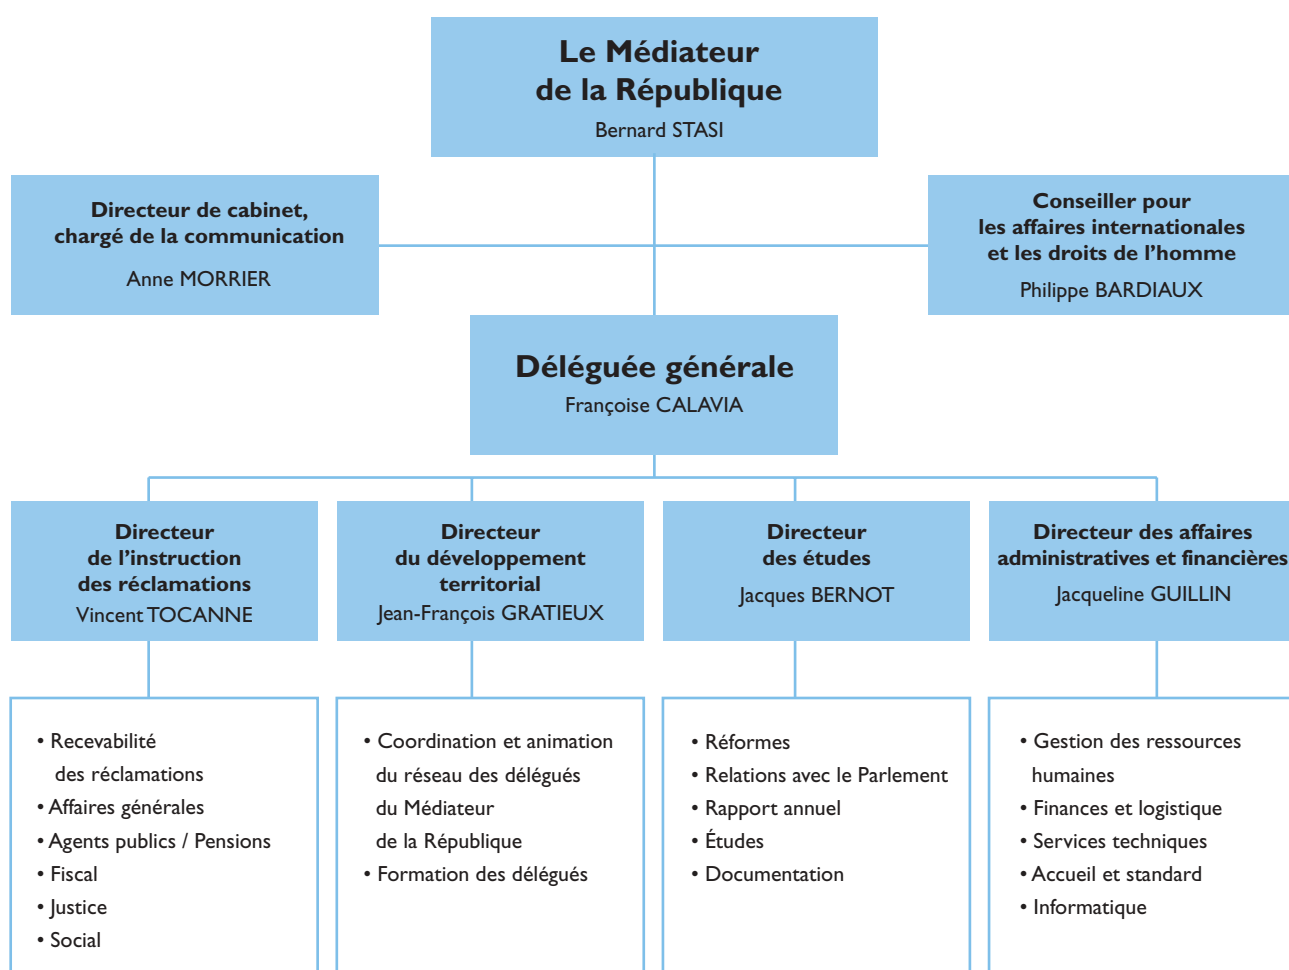 Le Médiateur
de la République
Bernard STASI
Directeur de cabinet,
chargé de la communication
Anne MORRIER
Conseiller pour
les affaires internationales
et les droits de l'homme
Philippe BARDIAUX
Déléguée générale
Françoise CALAVIA
Directeur
de l'instruction
des réclamations
Vincent TOCANNE
Directeur
du développement
territorial
Jean-François GRATIEUX
Directeur
des études
Jacques BERNOT
Directeur des affaires
administratives et financières
Jacqueline GUILLIN
• Recevabilité
des réclamations
• Affaires générales
• Agents publics / Pensions
• Fiscal
• Justice
• Social
• Coordination et animation
du réseau des délégués
du Médiateur
de la République
• Formation des délégués
• Réformes
• Relations avec le Parlement
• Rapport annuel
• Études
• Documentation
• Gestion des ressources
humaines
• Finances et logistique
• Services techniques
• Accueil et standard
• Informatique